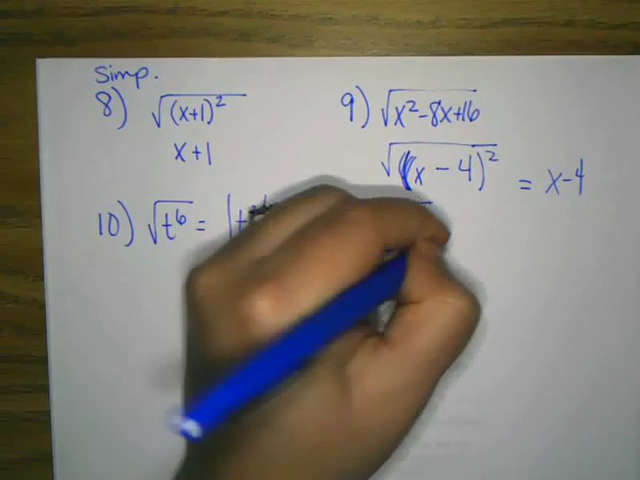 Simp.
8) √(x+1)²
x+1
9) √x²-8x+16
√(x-4)² = x-4
10) √t⁶ = |t